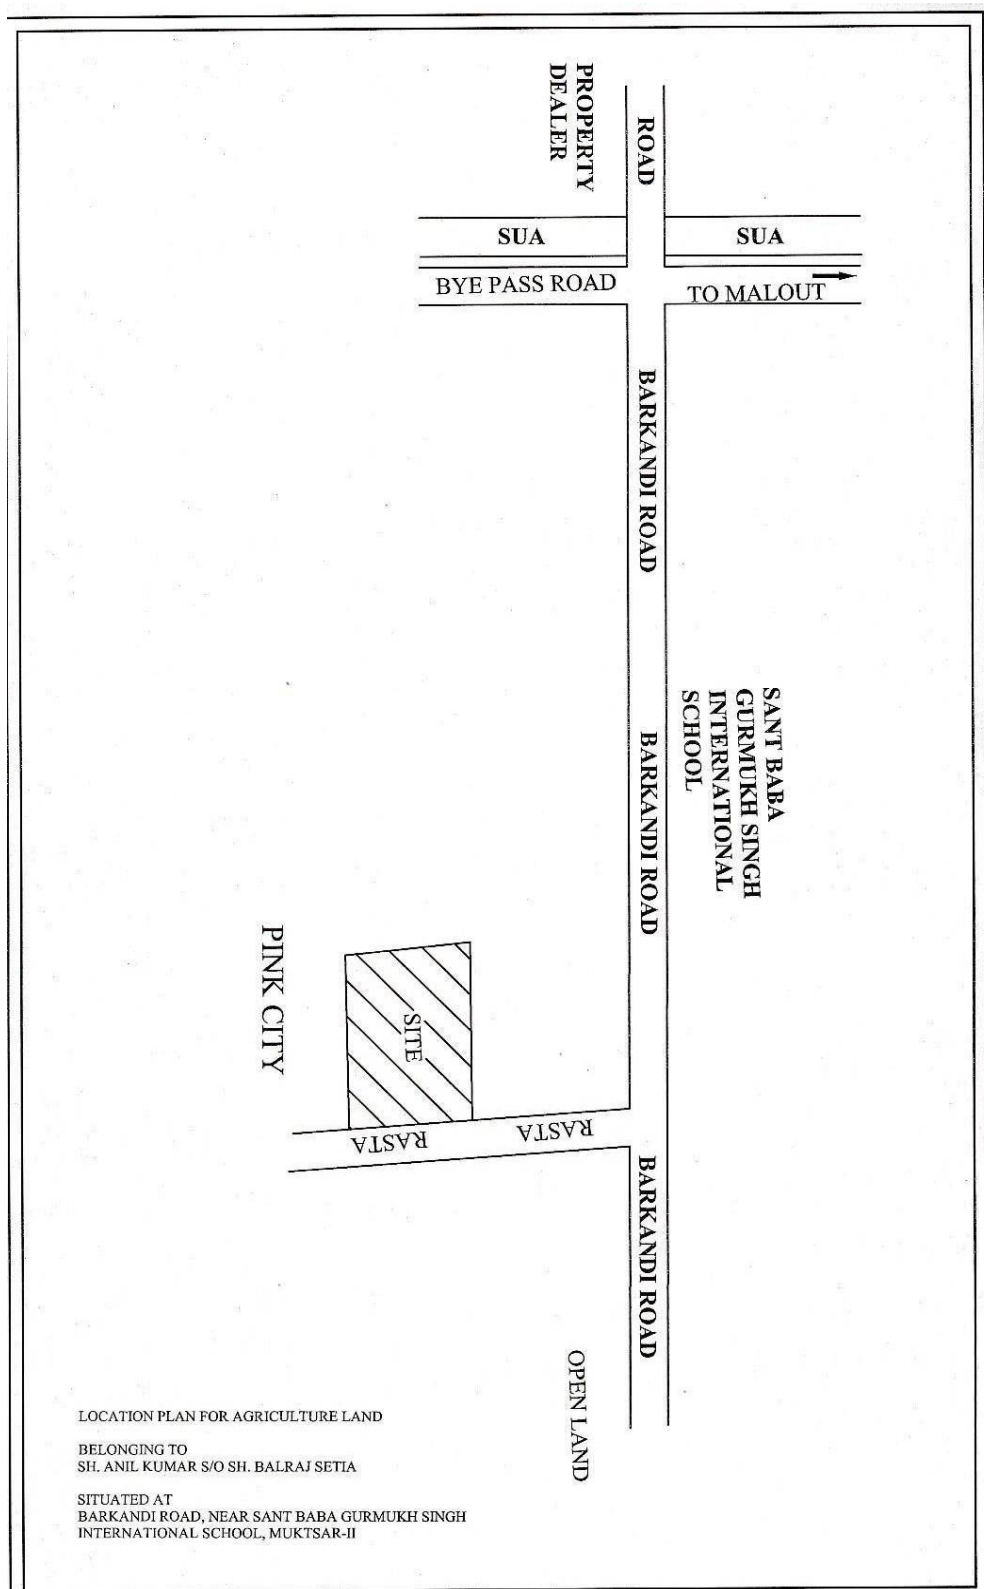 PROPERTY
DEALER
ROAD
SUA
SUA
BYE PASS ROAD
TO MALOUT
BARKANDI ROAD
SANT BABA
GURMUKH SINGH
INTERNATIONAL
SCHOOL
BARKANDI ROAD
PINK CITY
SITE
RASTA
RASTA
BARKANDI ROAD
OPEN LAND
LOCATION PLAN FOR AGRICULTURE LAND
BELONGING TO
SH. ANIL KUMAR S/O SH. BALRAJ SETIA
SITUATED AT
BARKANDI ROAD, NEAR SANT BABA GURMUKH SINGH
INTERNATIONAL SCHOOL, MUKTSAR-II